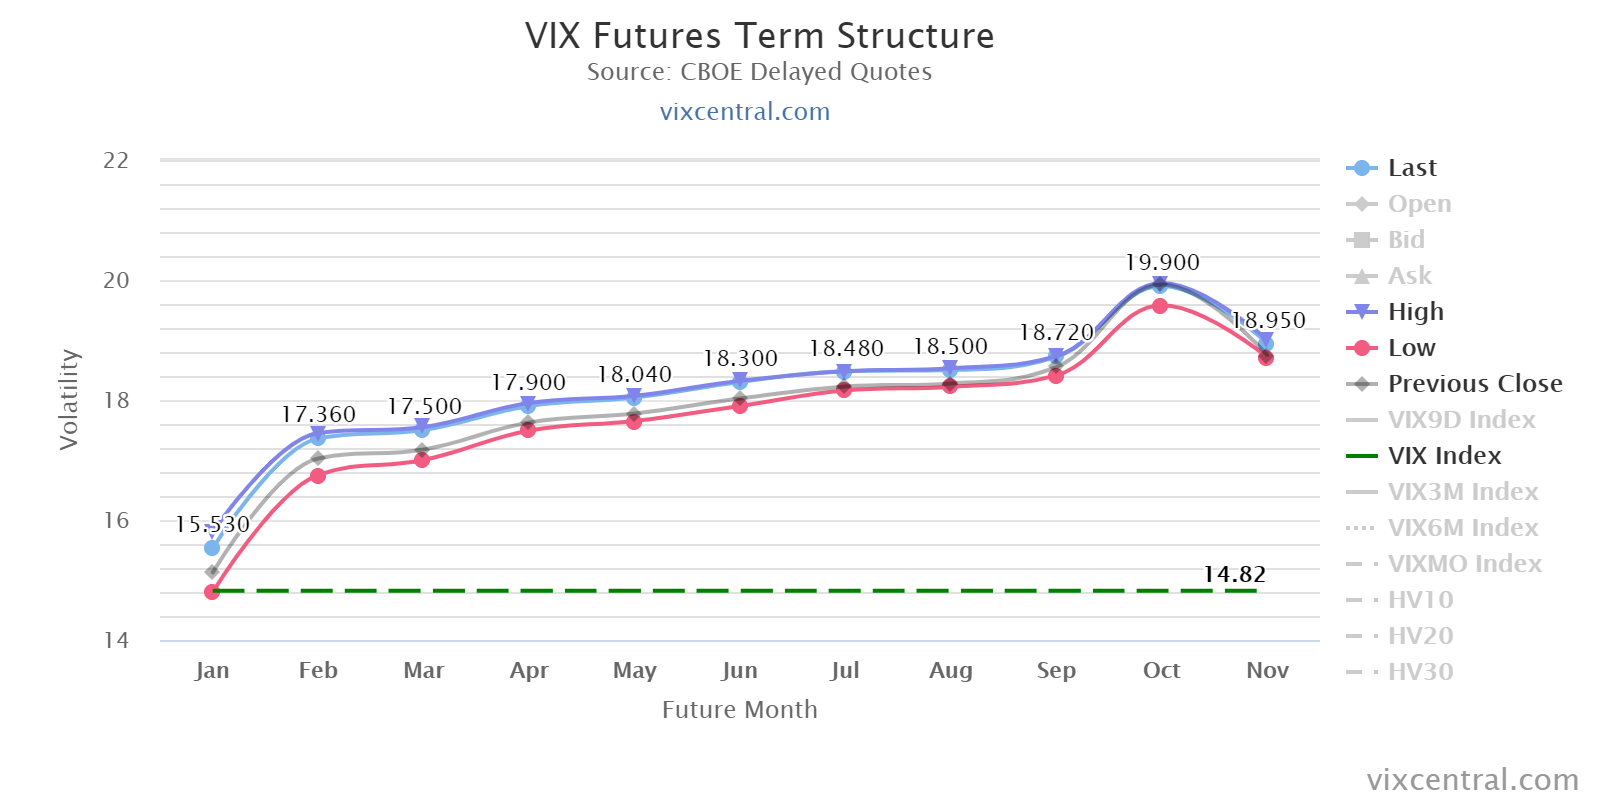 VIX Futures Term Structure
Source: CBOE Delayed Quotes
vixcentral.com
22
20
18
16
14
Volatility
15.530
17.360
17.500
17.900
18.040
18.300
18.480
18.500
18.720
19.900
18.950
14.82
Jan Feb Mar Apr May Jun Jul Aug Sep Oct Nov
Future Month
Last
Open
Bid
Ask
High
Low
Previous Close
VIX9D Index
VIX Index
VIX3M Index
VIX6M Index
VIXMO Index
HV10
HV20
HV30
vixcentral.com